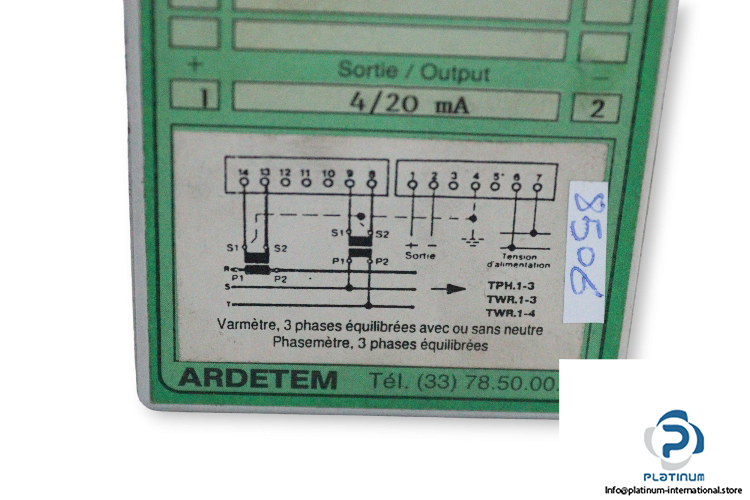 + Sortie / Output −
1 4/20 mA 2
14 13 12 11 10 9 8 1 2 3 4 5 6 7
S1 S2 S1 S2 + −
Sortie
Tension
d'alimentation
P1 P2
R P1 P2
S
T
TPH.1-3
TWR.1-3
TWR.1-4
Varmètre, 3 phases équilibrées avec ou sans neutre
Phasemètre, 3 phases équilibrées
8506
ARDETEM Tél. (33) 78.50.00.
PLATINUM
Info@platinum-international.store